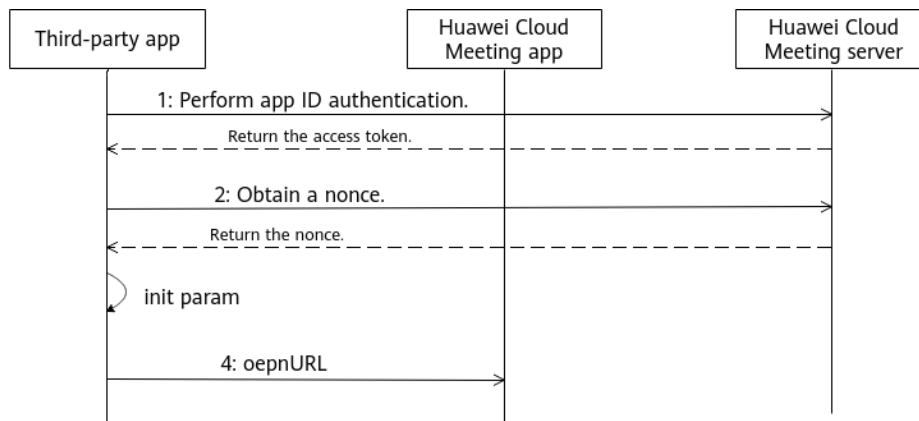 Third-party app
Huawei Cloud
Meeting app
Huawei Cloud
Meeting server
1: Perform app ID authentication.
Return the access token.
2: Obtain a nonce.
Return the nonce.
init param
4: oepnURL